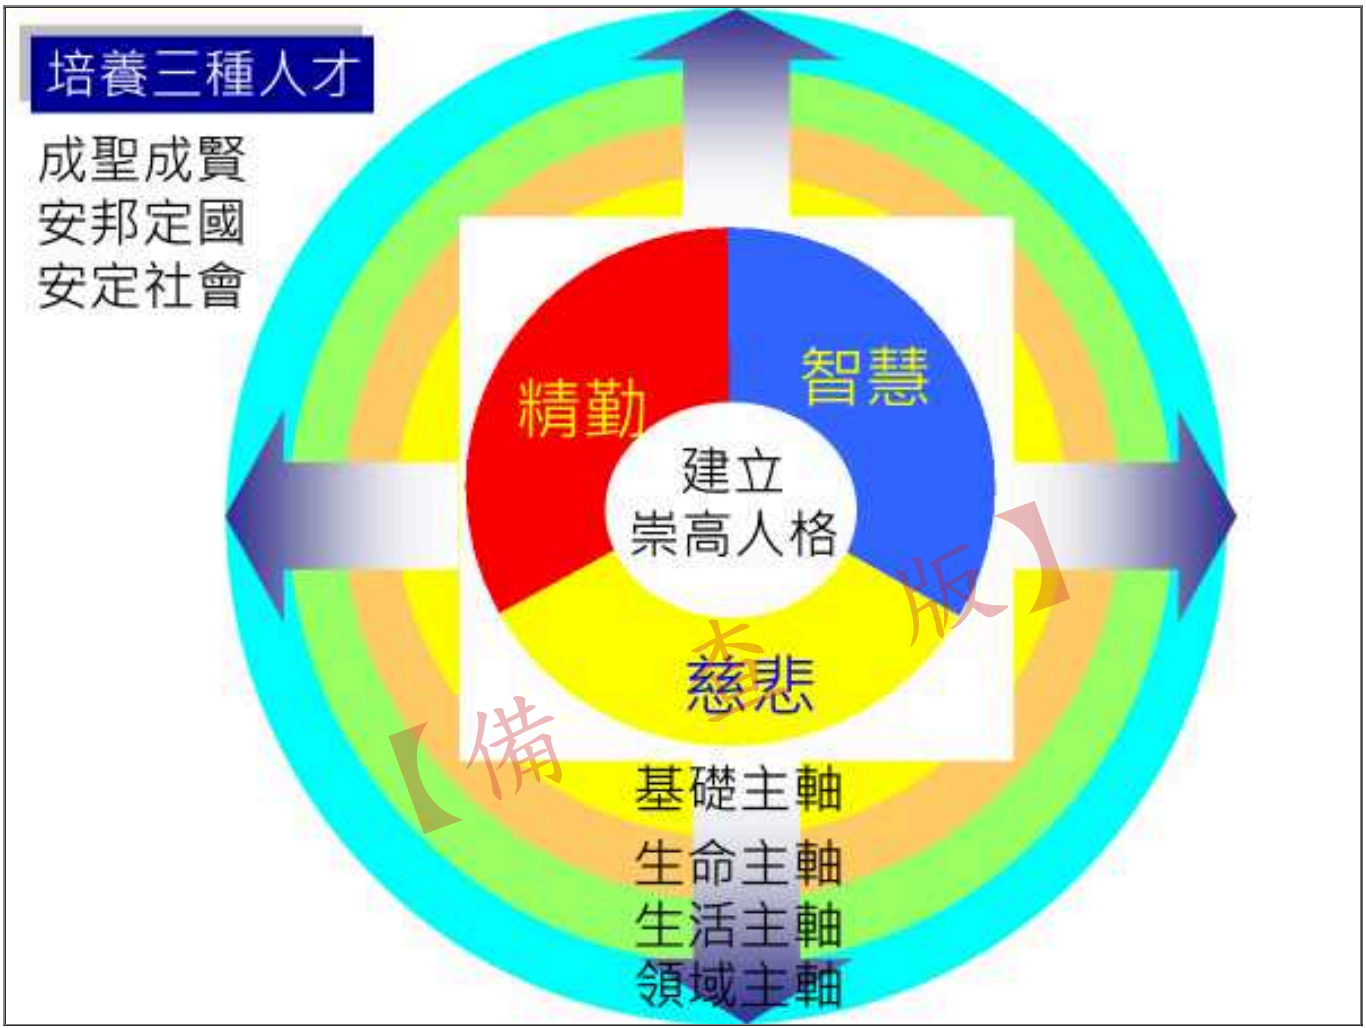 培養三種人才
成聖成賢
安邦定國
安定社會
精勤
智慧
建立
崇高人格
慈悲
【備查版】
基礎主軸
生命主軸
生活主軸
領域主軸